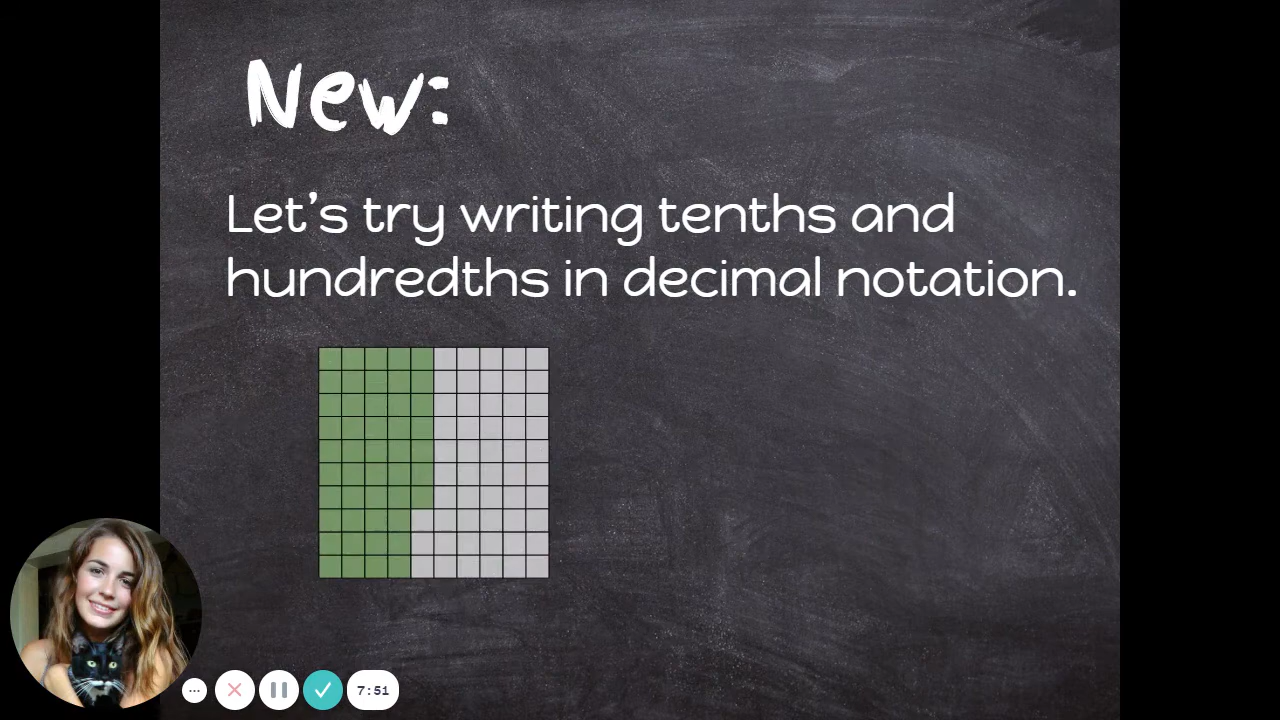 New:
Let's try writing tenths and
hundredths in decimal notation.
7:51